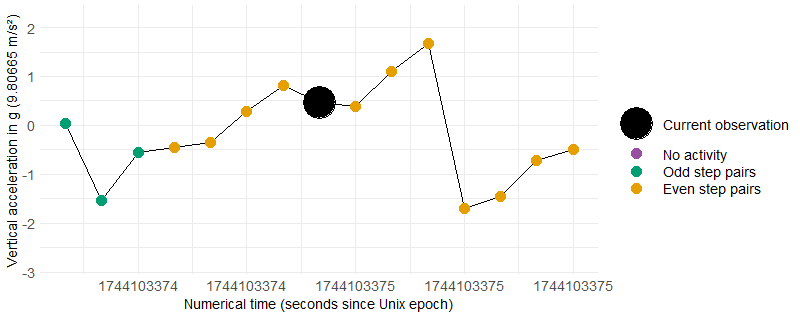 Vertical acceleration in g (9.80665 m/s²)
2
1
0
-1
-2
-3
1744103374 1744103374 1744103375 1744103375 1744103375
Numerical time (seconds since Unix epoch)
Current observation
No activity
Odd step pairs
Even step pairs